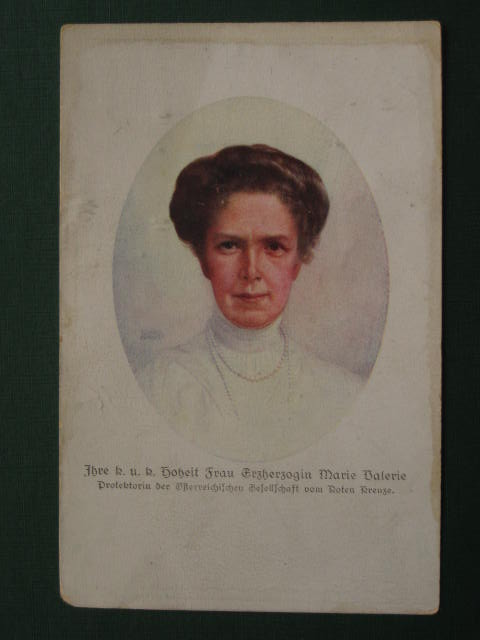 Ihre k. u. k. Hoheit Frau Erzherzogin Marie Valerie
Protektorin der Österreichischen Gesellschaft vom Roten Kreuze.